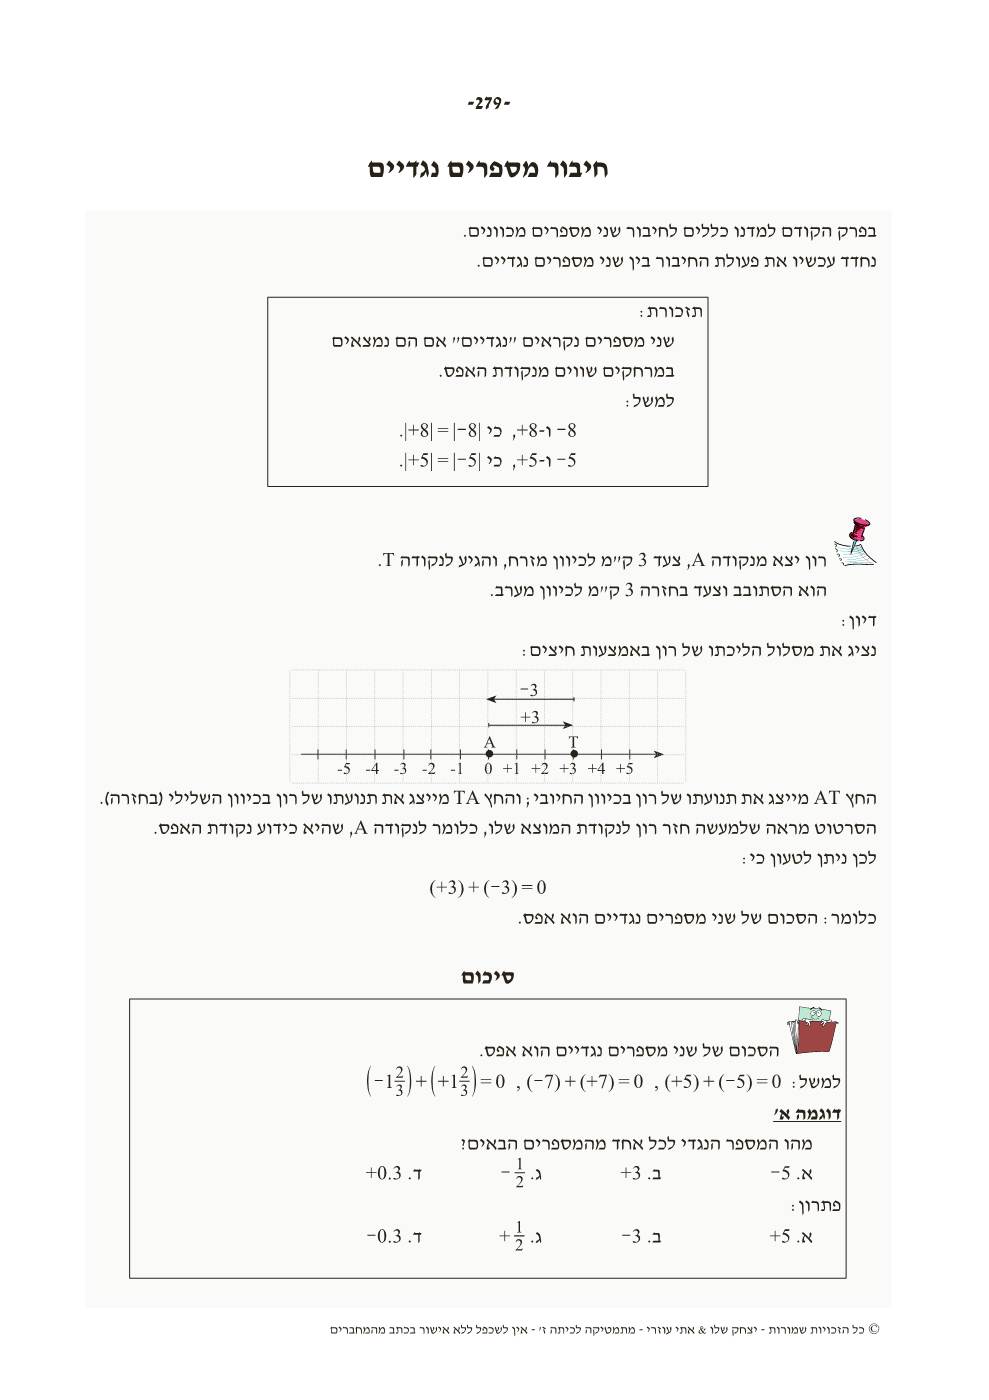 -279-
חיבור מספרים נגדיים
בפרק הקודם למדנו כללים לחיבור שני מספרים מכוונים.
נחדד עכשיו את פעולת החיבור בין שני מספרים נגדיים.
תזכורת:
שני מספרים נקראים "נגדיים" אם הם נמצאים
במרחקים שווים מנקודת האפס.
למשל:
−8 ו-+8, כי |+8| = |−8|.
−5 ו-+5, כי |+5| = |−5|.
רון יצא מנקודה A, צעד 3 ק"מ לכיוון מזרח, והגיע לנקודה T.
הוא הסתובב וצעד בחזרה 3 ק"מ לכיוון מערב.
דיון:
נציג את מסלול הליכתו של רון באמצעות חיצים:
−3
+3
A T
-5 -4 -3 -2 -1 0 +1 +2 +3 +4 +5
החץ AT מייצג את תנועתו של רון בכיוון החיובי; והחץ TA מייצג את תנועתו של רון בכיוון השלילי (בחזרה).
הסרטוט מראה שלמעשה חזר רון לנקודת המוצא שלו, כלומר לנקודה A, שהיא כידוע נקודת האפס.
לכן ניתן לטעון כי:
(+3) + (−3) = 0
כלומר: הסכום של שני מספרים נגדיים הוא אפס.
סיכום
הסכום של שני מספרים נגדיים הוא אפס.
למשל: (+5) + (−5) = 0 , (−7) + (+7) = 0 , (−1 2/3) + (+1 2/3) = 0
דוגמה א'
מהו המספר הנגדי לכל אחד מהמספרים הבאים?
א. −5 ב. +3 ג. −1/2 ד. +0.3
פתרון:
א. +5 ב. −3 ג. +1/2 ד. −0.3
© כל הזכויות שמורות - יצחק שלו & אתי עוזרי - מתמטיקה לכיתה ז' - אין לשכפל ללא אישור בכתב מהמחברים